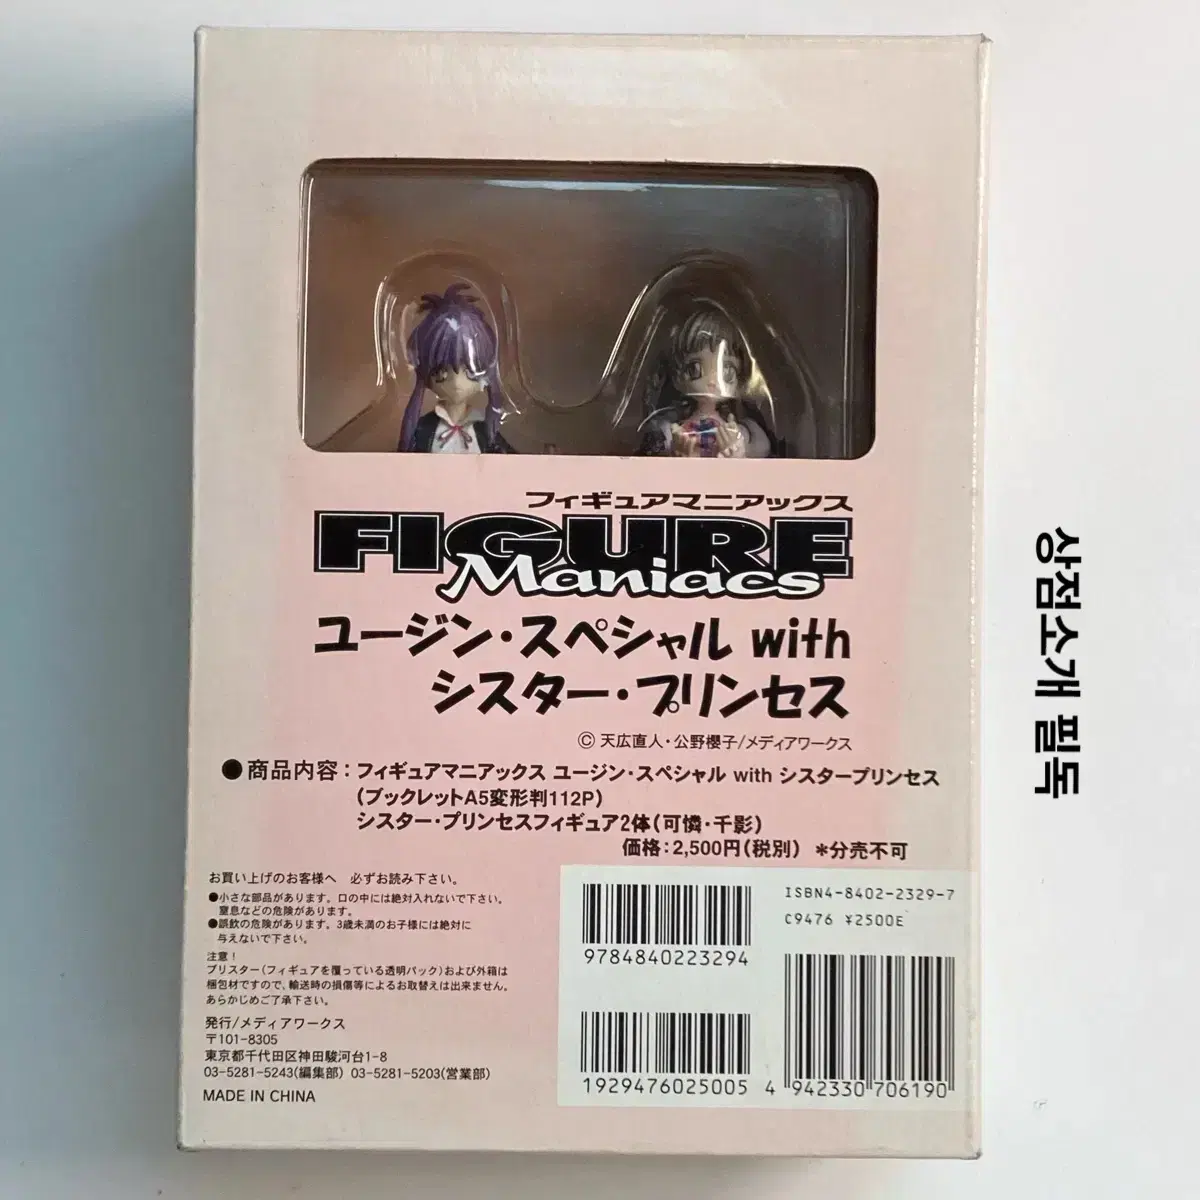 フィギュアマニアックス
FIGURE
Maniacs
ユージン・スペシャル with
シスター・プリンセス
© 天広直人・公野櫻子/メディアワークス
●商品内容：フィギュアマニアックス ユージン・スペシャル with シスタープリンセス
（ブックレットA5変形判112P）
シスター・プリンセスフィギュア2体（可憐・千影）
価格：2,500円（税別） *分売不可
お買い上げのお客様へ 必ずお読み下さい。
●小さな部品があります。口の中には絶対入れないで下さい。
窒息などの危険があります。
●誤飲の危険があります。3歳未満のお子様には絶対に
与えないで下さい。
注意！
ブリスター（フィギュアを覆っている透明パック）および外箱は
梱包材ですので、輸送時の損傷等によるお取替えは出来ません。
あらかじめご了承下さい。
発行/メディアワークス
〒101-8305
東京都千代田区神田駿河台1-8
03-5281-5243(編集部) 03-5281-5203(営業部)
MADE IN CHINA
9784840223294
ISBN4-8402-2329-7
C9476 ¥2500E
1929476025005
4 942330 706190
상점소개 필독